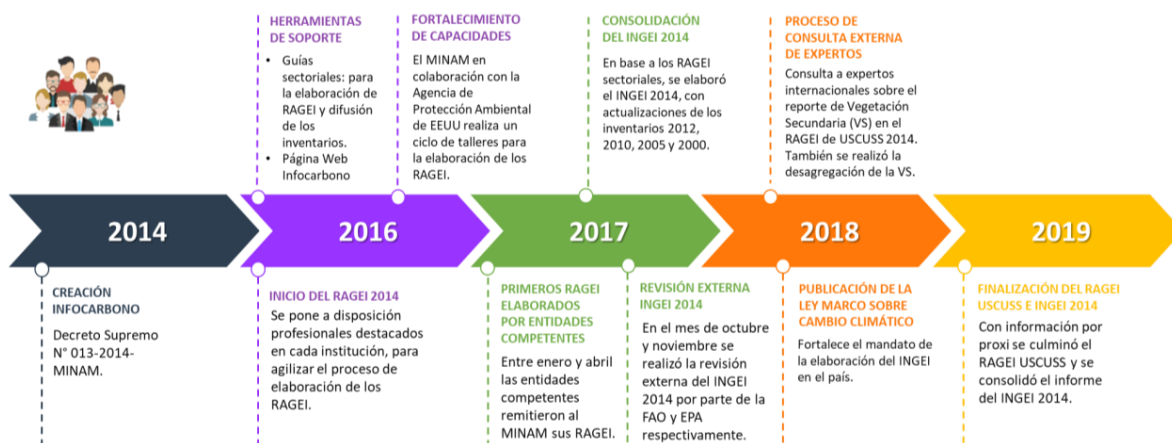 HERRAMIENTAS
DE SOPORTE
• Guías
sectoriales: para
la elaboración de
RAGEI y difusión
de los
inventarios.
• Página Web
Infocarbono
FORTALECIMIENTO
DE CAPACIDADES
El MINAM en
colaboración con la
Agencia de
Protección Ambiental
de EEUU realiza un
ciclo de talleres para
la elaboración de los
RAGEI.
CONSOLIDACIÓN
DEL INGEI 2014
En base a los RAGEI
sectoriales, se elaboró
el INGEI 2014, con
actualizaciones de los
inventarios 2012,
2010, 2005 y 2000.
PROCESO DE
CONSULTA EXTERNA
DE EXPERTOS
Consulta a expertos
internacionales sobre el
reporte de Vegetación
Secundaria (VS) en el
RAGEI de USCUSS 2014.
También se realizó la
desagregación de la VS.
2014
2016
2017
2018
2019
CREACIÓN
INFOCARBONO
Decreto Supremo
N° 013-2014-
MINAM.
INICIO DEL RAGEI 2014
Se pone a disposición
profesionales destacados
en cada institución, para
agilizar el proceso de
elaboración de los
RAGEI.
PRIMEROS RAGEI
ELABORADOS
POR ENTIDADES
COMPETENTES
Entre enero y abril
las entidades
competentes
remitieron al
MINAM sus RAGEI.
REVISIÓN EXTERNA
INGEI 2014
En el mes de octubre
y noviembre se
realizó la revisión
externa del INGEI
2014 por parte de la
FAO y EPA
respectivamente.
PUBLICACIÓN DE LA
LEY MARCO SOBRE
CAMBIO CLIMÁTICO
Fortalece el mandato de
la elaboración del INGEI
en el país.
FINALIZACIÓN DEL RAGEI
USCUSS E INGEI 2014
Con información por
proxi se culminó el
RAGEI USCUSS y se
consolidó el informe
del INGEI 2014.